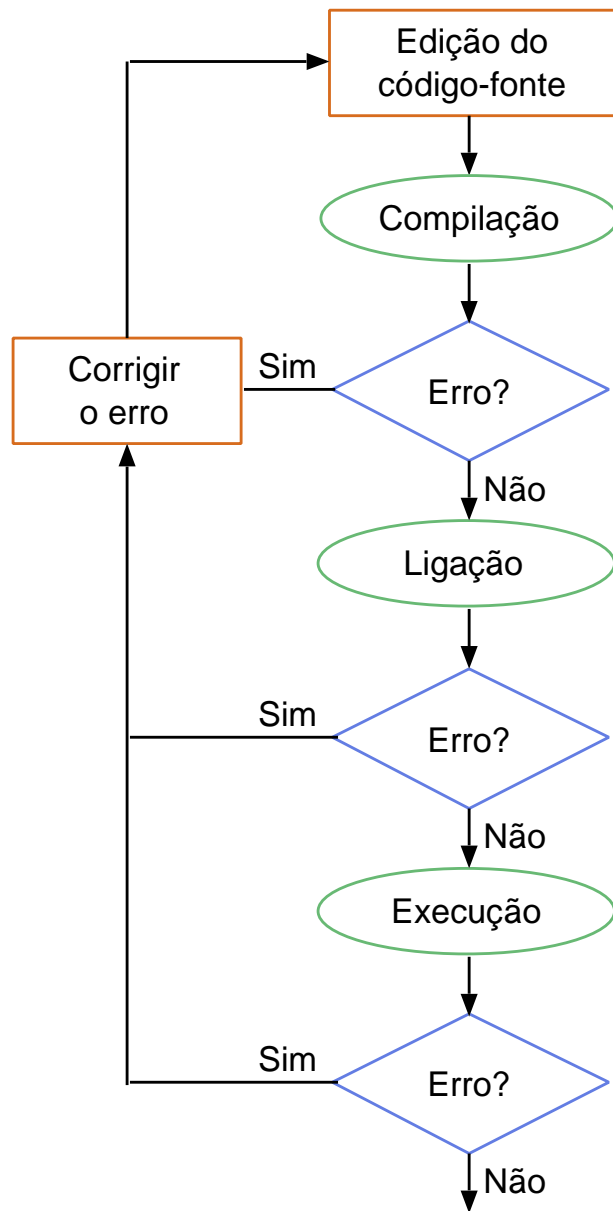 Edição do
código-fonte
Compilação
Corrigir
o erro
Sim
Erro?
Não
Ligação
Sim
Erro?
Não
Execução
Sim
Erro?
Não